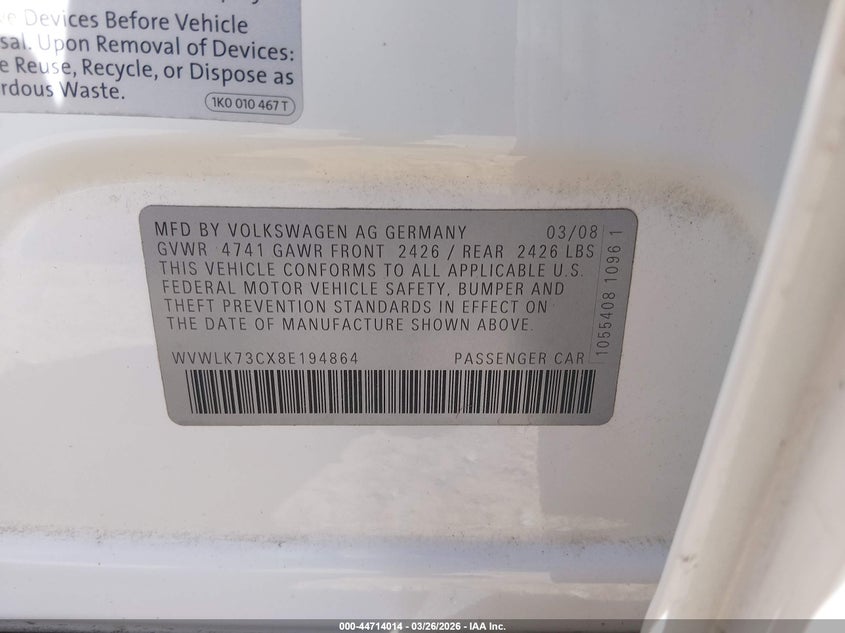 ve Devices Before Vehicle
sal. Upon Removal of Devices:
e Reuse, Recycle, or Dispose as
rdous Waste.
1K0 010 467 T
MFD BY VOLKSWAGEN AG GERMANY 03/08
GVWR 4741 GAWR FRONT 2426 / REAR 2426 LBS
THIS VEHICLE CONFORMS TO ALL APPLICABLE U.S.
FEDERAL MOTOR VEHICLE SAFETY, BUMPER AND
THEFT PREVENTION STANDARDS IN EFFECT ON
THE DATE OF MANUFACTURE SHOWN ABOVE.
WVWLK73CX8E194864 PASSENGER CAR
1055408 1096 1
000-44714014 - 03/26/2026 - IAA Inc.